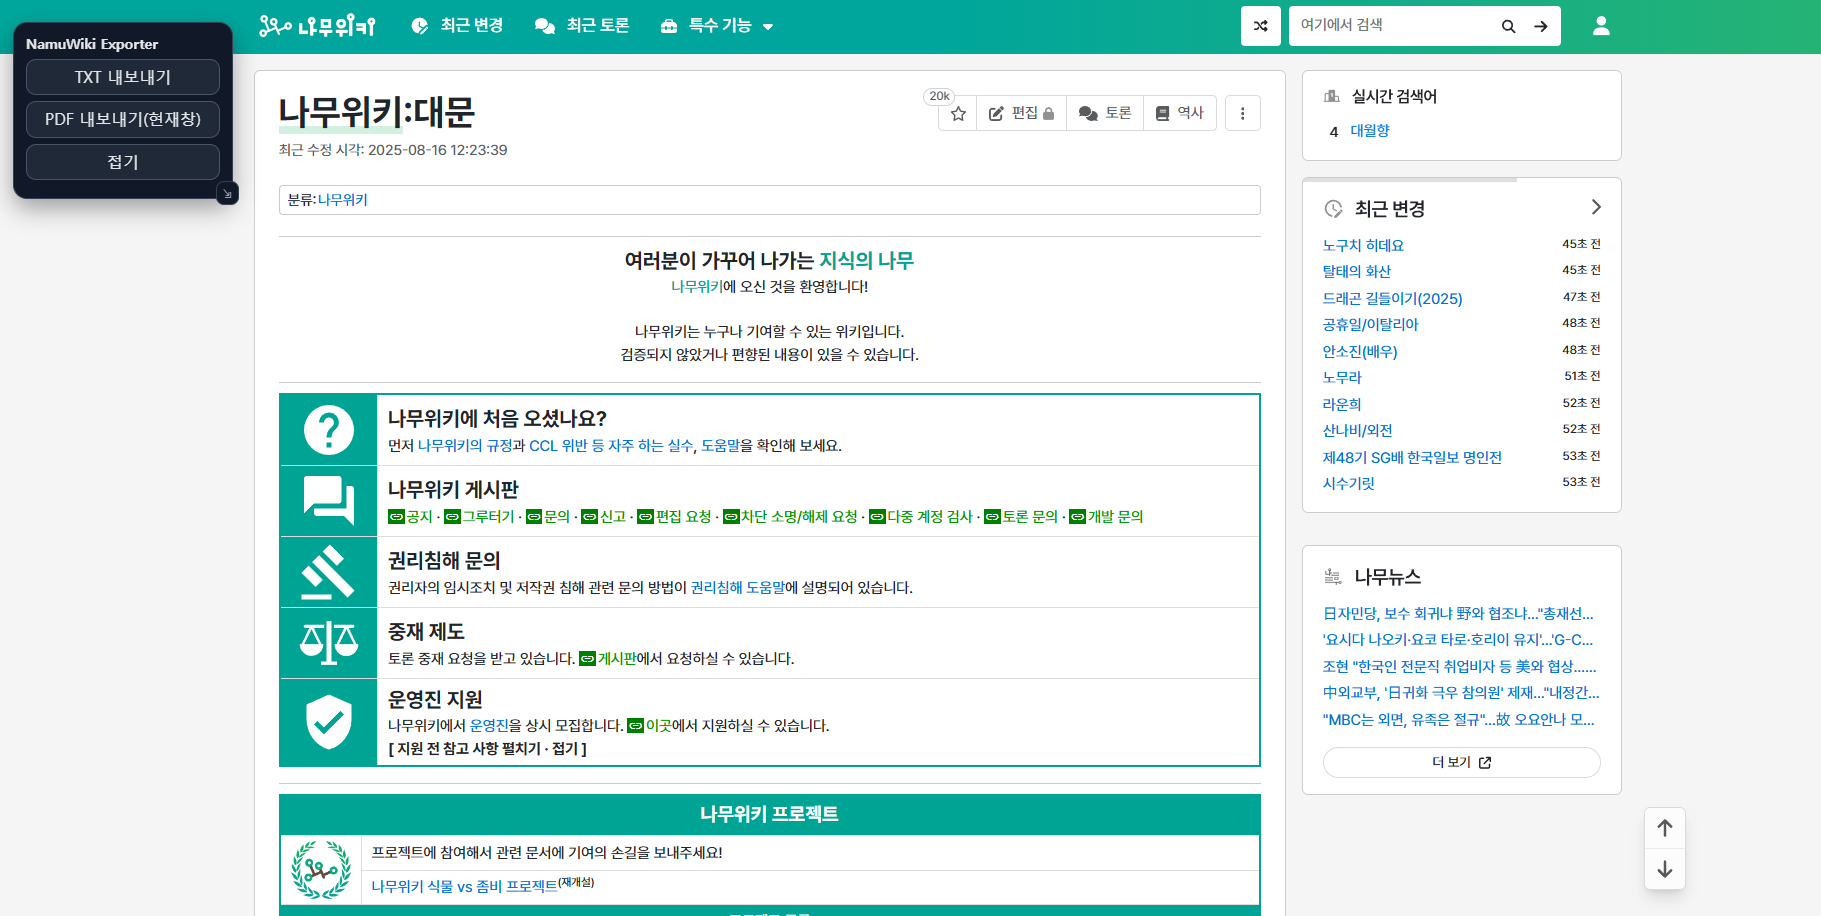 NamuWiki Exporter
TXT 내보내기
PDF 내보내기(현재창)
접기
나무위키
최근 변경
최근 토론
특수 기능
여기에서 검색
나무위키:대문
최근 수정 시각: 2025-08-16 12:23:39
20k
편집
토론
역사
분류: 나무위키
여러분이 가꾸어 나가는 지식의 나무
나무위키에 오신 것을 환영합니다!
나무위키는 누구나 기여할 수 있는 위키입니다.
검증되지 않았거나 편향된 내용이 있을 수 있습니다.
나무위키에 처음 오셨나요?
먼저 나무위키의 규정과 CCL 위반 등 자주 하는 실수, 도움말을 확인해 보세요.
나무위키 게시판
공지 · 그루터기 · 문의 · 신고 · 편집 요청 · 차단 소명/해제 요청 · 다중 계정 검사 · 토론 문의 · 개발 문의
권리침해 문의
권리자의 임시조치 및 저작권 침해 관련 문의 방법이 권리침해 도움말에 설명되어 있습니다.
중재 제도
토론 중재 요청을 받고 있습니다. 게시판에서 요청하실 수 있습니다.
운영진 지원
나무위키에서 운영진을 상시 모집합니다. 이곳에서 지원하실 수 있습니다.
[ 지원 전 참고 사항 펼치기 · 접기 ]
나무위키 프로젝트
프로젝트에 참여해서 관련 문서에 기여의 손길을 보내주세요!
나무위키 식물 vs 좀비 프로젝트(재개설)
실시간 검색어
4 대월향
최근 변경
노구치 히데요 45초 전
탈태의 화산 45초 전
드래곤 길들이기(2025) 47초 전
공휴일/이탈리아 48초 전
안소진(배우) 48초 전
노무라 51초 전
라운희 52초 전
산나비/외전 52초 전
제48기 SG배 한국일보 명인전 53초 전
시수기릿 53초 전
나무뉴스
日자민당, 보수 회귀냐 野와 협조냐…"총재선...
'요시다 나오키·요코 타로·호리이 유지'…'G-C...
조현 "한국인 전문직 취업비자 등 美와 협상…...
中외교부, '日귀화 극우 참의원' 제재…"내정간...
"MBC는 외면, 유족은 절규"…故 오요안나 모...
더 보기